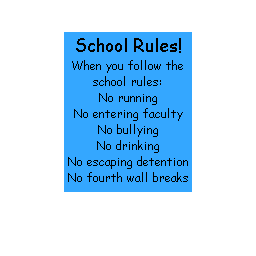 School Rules!
When you follow the
school rules:
No running
No entering faculty
No bullying
No drinking
No escaping detention
No fourth wall breaks